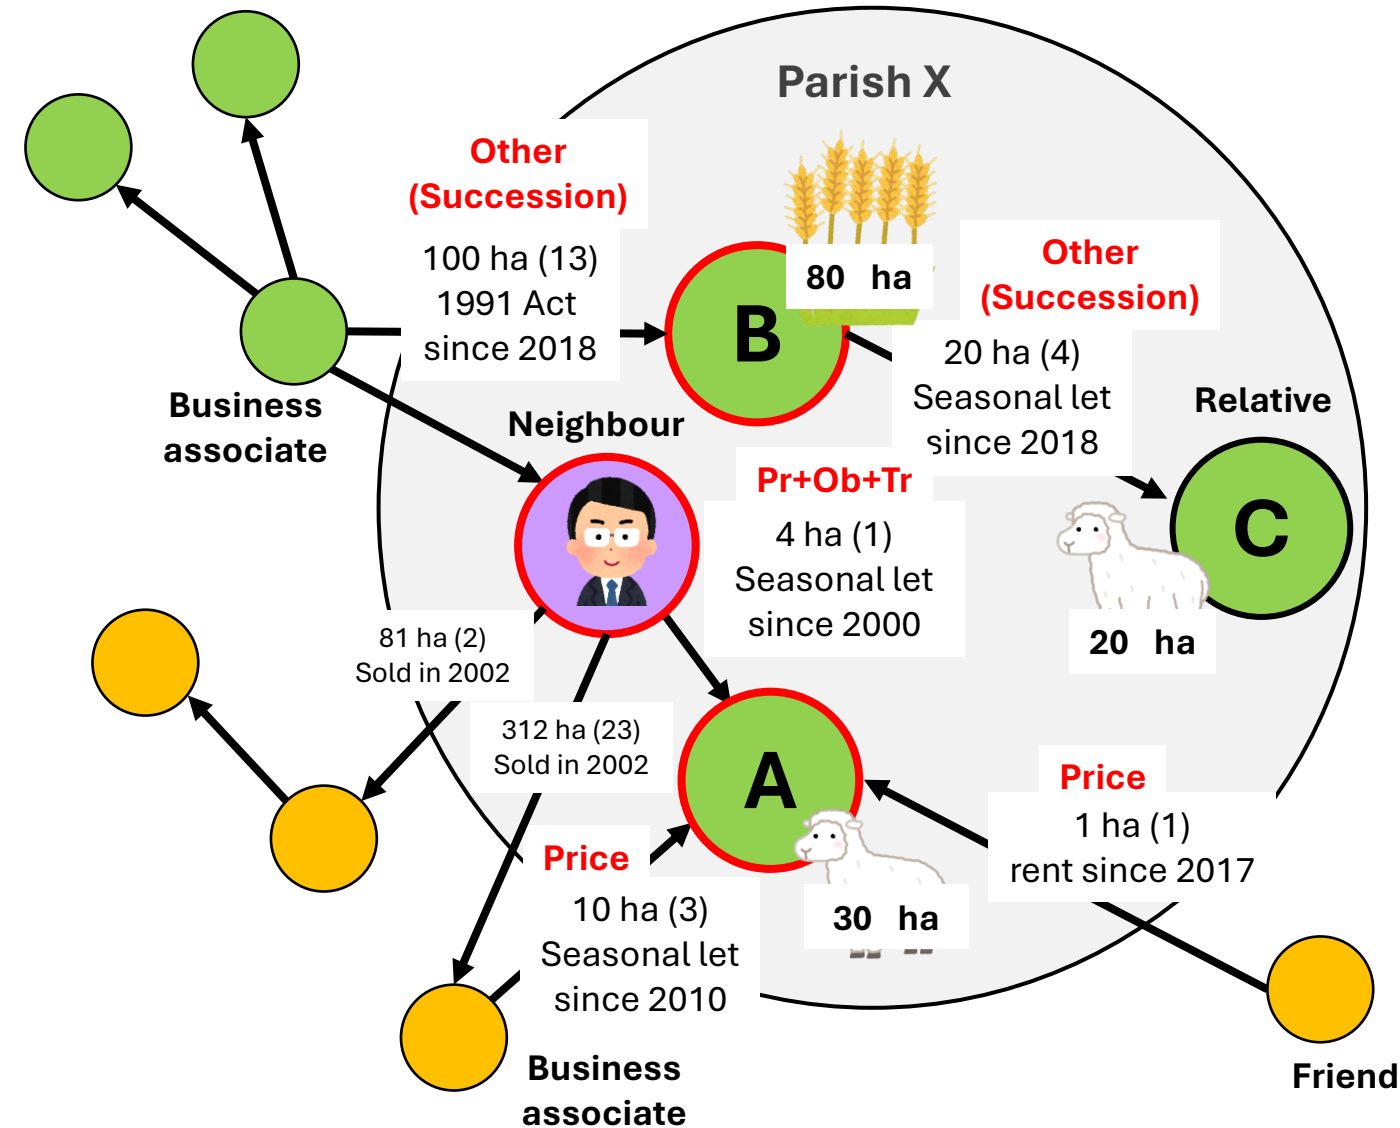 Parish X
Other
(Succession)
100 ha (13)
1991 Act
since 2018
80 ha
B
Other
(Succession)
20 ha (4)
Seasonal let
since 2018
Relative
C
20 ha
Business
associate
Neighbour
Pr+Ob+Tr
4 ha (1)
Seasonal let
since 2000
81 ha (2)
Sold in 2002
312 ha (23)
Sold in 2002
A
30 ha
Price
1 ha (1)
rent since 2017
Price
10 ha (3)
Seasonal let
since 2010
Business
associate
Friend